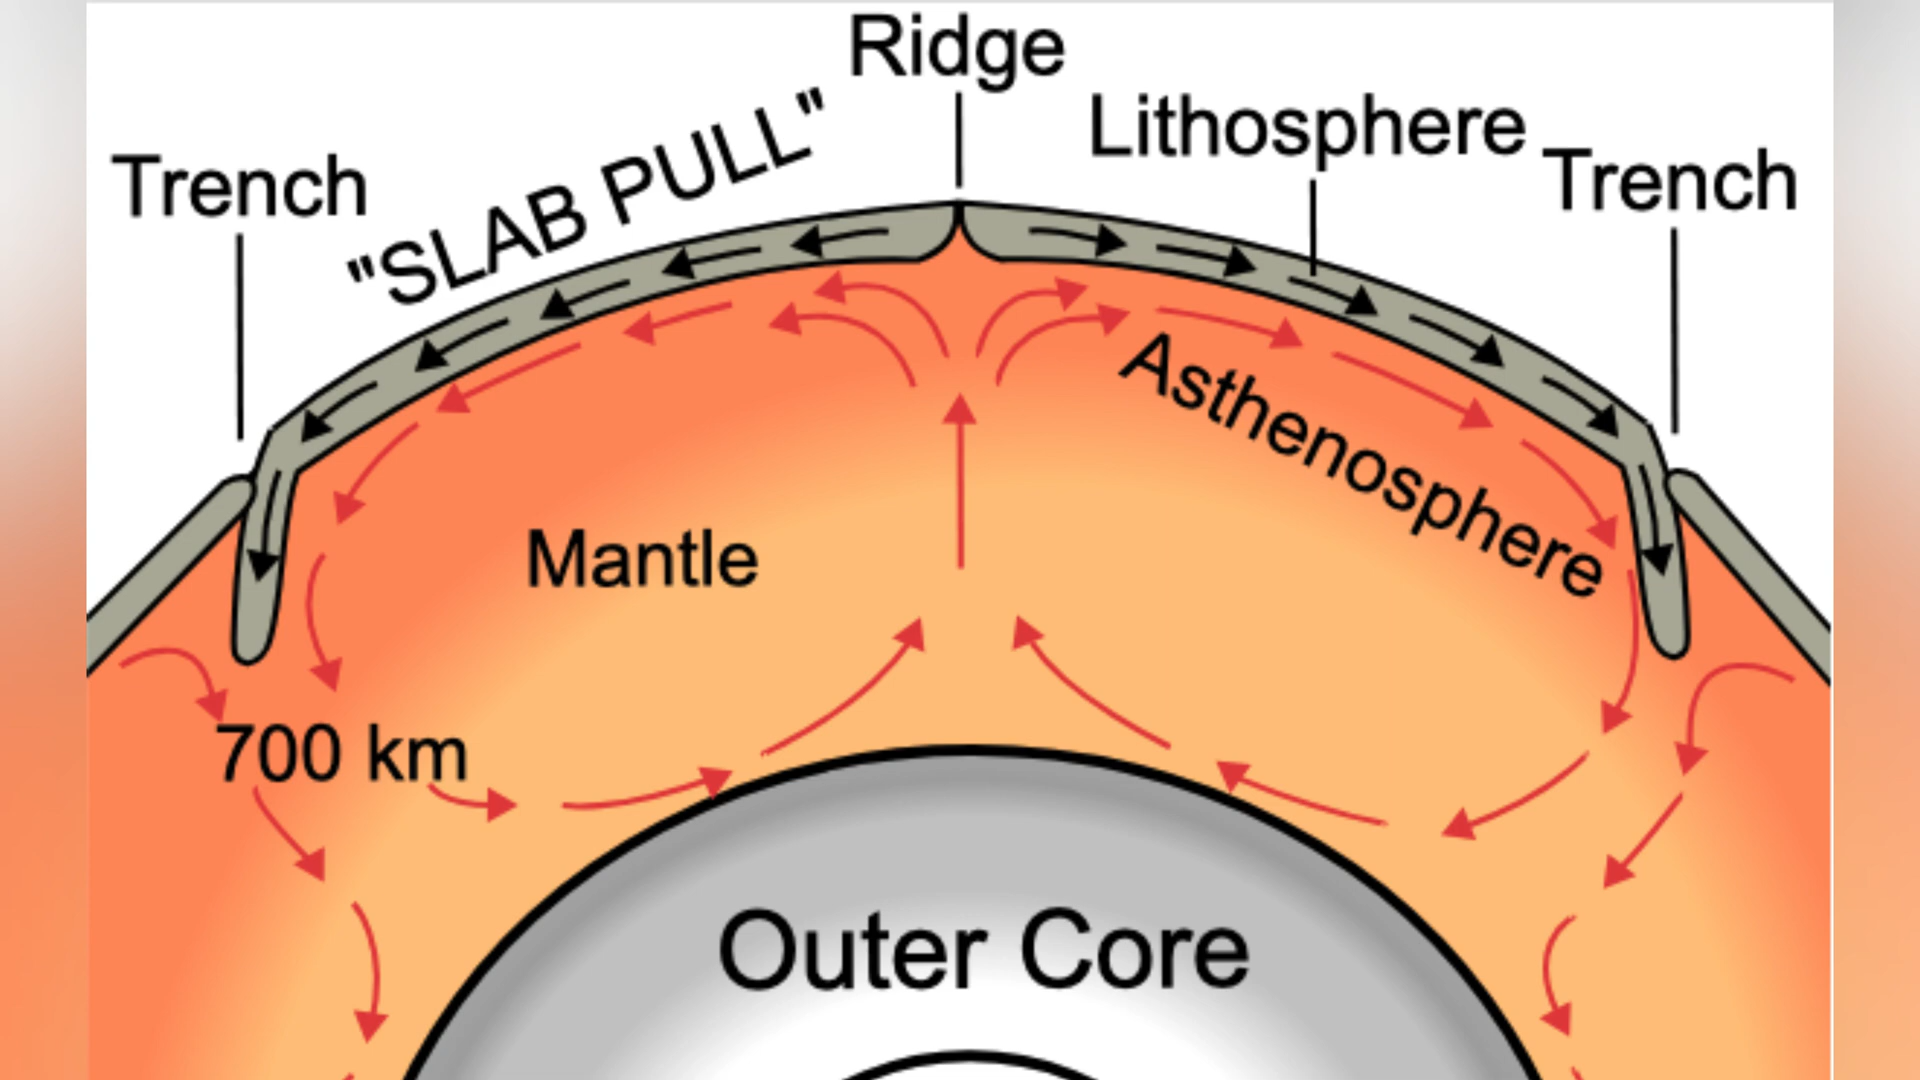 Ridge
Lithosphere
Trench
"SLAB PULL"
Trench
Asthenosphere
Mantle
700 km
Outer Core